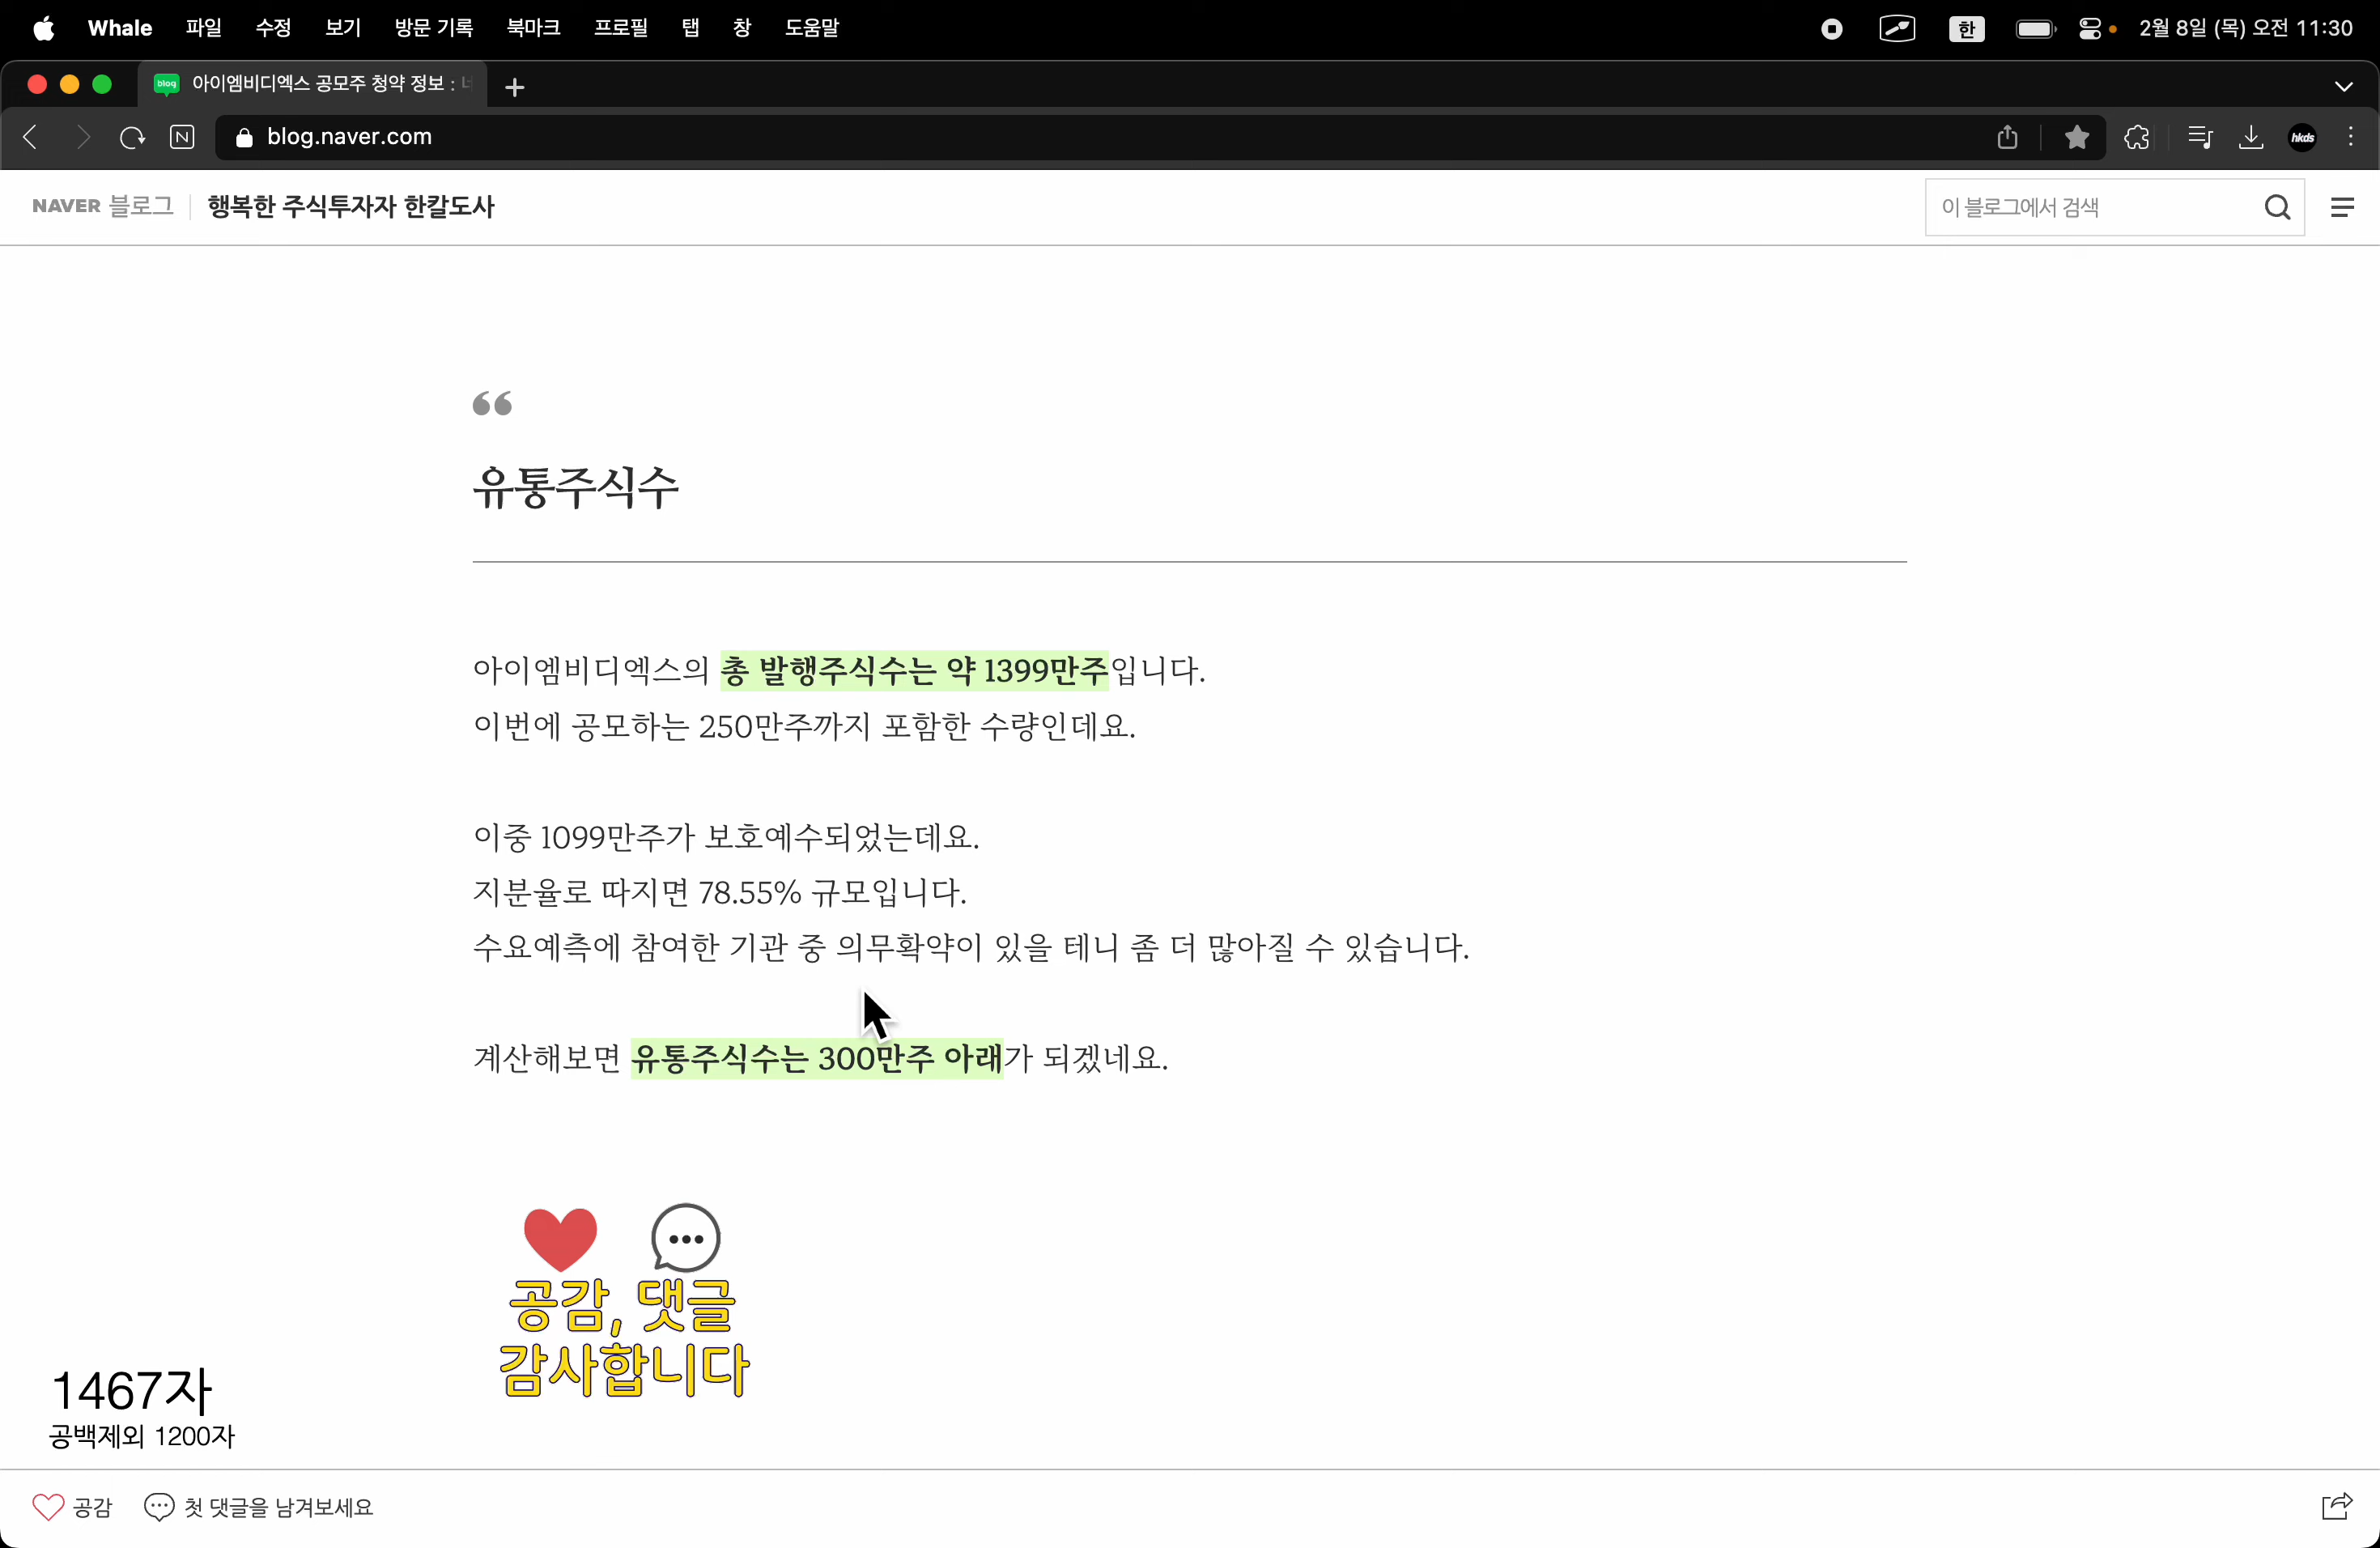 Whale 파일 수정 보기 방문 기록 북마크 프로필 탭 창 도움말 한 2월 8일 (목) 오전 11:30
blog 아이엠비디엑스 공모주 청약 정보 :
N blog.naver.com hkds
NAVER 블로그 행복한 주식투자자 한칼도사 이 블로그에서 검색
유통주식수
아이엠비디엑스의 총 발행주식수는 약 1399만주입니다.
이번에 공모하는 250만주까지 포함한 수량인데요.
이중 1099만주가 보호예수되었는데요.
지분율로 따지면 78.55% 규모입니다.
수요예측에 참여한 기관 중 의무확약이 있을 테니 좀 더 많아질 수 있습니다.
계산해보면 유통주식수는 300만주 아래가 되겠네요.
공감, 댓글
감사합니다
1467자
공백제외 1200자
공감 첫 댓글을 남겨보세요